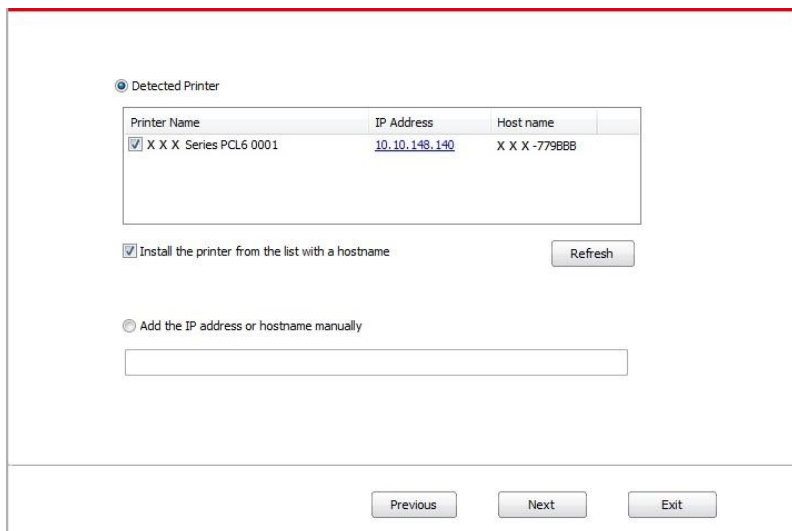 Detected Printer
Printer Name IP Address Host name
X X X Series PCL6 0001 10.10.148.140 X X X -779BBB
Install the printer from the list with a hostname
Refresh
Add the IP address or hostname manually
Previous Next Exit